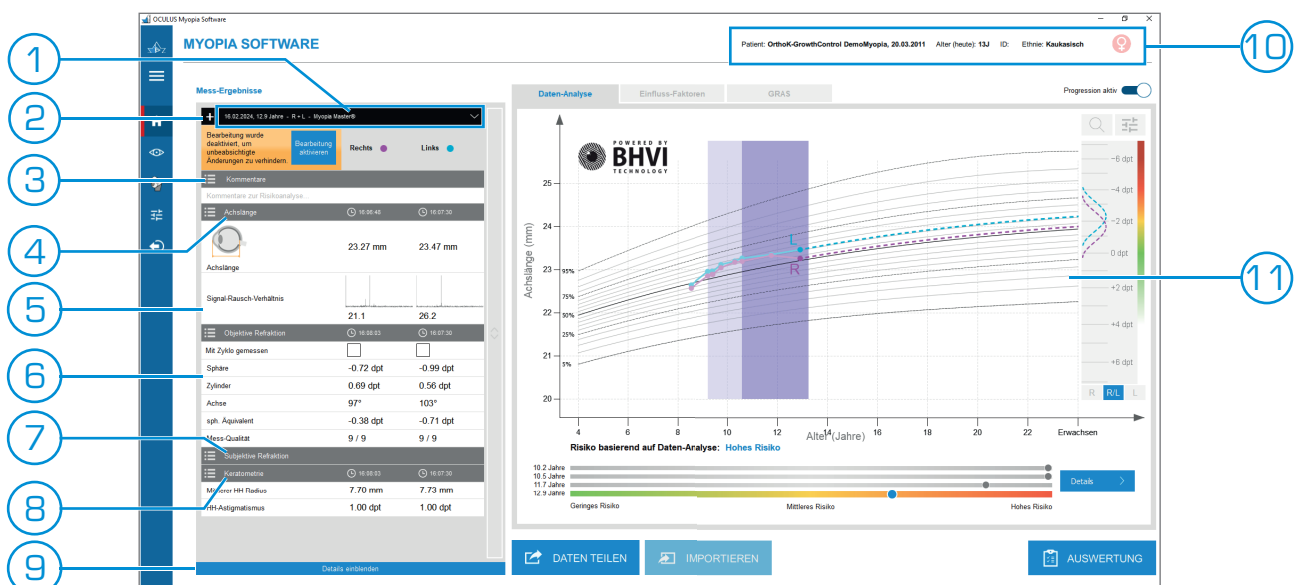 OCULUS Myopia Software
MYOPIA SOFTWARE
Patient: OrthoK-GrowthControl DemoMyopia, 20.03.2011 Alter (heute): 13J ID: Ethnie: Kaukasisch
10
1
2
3
4
5
6
7
8
9
11
Mess-Ergebnisse
16.02.2024, 12.9 Jahre - R + L - Myopia Master®
Bearbeitung wurde
deaktiviert, um
unbeabsichtigte
Änderungen zu verhindern.
Bearbeitung
aktivieren
Rechts Links
Kommentare
Kommentare zur Risikoanalyse...
Achslänge 16:06:48 16:07:30
23.27 mm 23.47 mm
Achslänge
Signal-Rausch-Verhältnis
21.1 26.2
Objektive Refraktion 16:08:03 16:07:30
Mit Zyklo gemessen
Sphäre -0.72 dpt -0.99 dpt
Zylinder 0.69 dpt 0.56 dpt
Achse 97° 103°
sph. Äquivalent -0.38 dpt -0.71 dpt
Mess-Qualität 9 / 9 9 / 9
Subjektive Refraktion
Keratometrie 16:08:03 16:07:30
Mittlerer HH Radius 7.70 mm 7.73 mm
HH-Astigmatismus 1.00 dpt 1.00 dpt
Details einblenden
Daten-Analyse Einfluss-Faktoren GRAS
Progression aktiv
POWERED BY
BHVI
TECHNOLOGY
Achslänge (mm)
25
24
23
22
21
20
95%
75%
50%
25%
5%
L
R
4 6 8 10 12 14 16 18 20 22 Erwachsen
Alter (Jahre)
−6 dpt
−4 dpt
−2 dpt
0 dpt
+2 dpt
+4 dpt
+6 dpt
R R/L L
Risiko basierend auf Daten-Analyse: Hohes Risiko
10.2 Jahre
10.5 Jahre
11.7 Jahre
12.9 Jahre
Geringes Risiko Mittleres Risiko Hohes Risiko
Details
DATEN TEILEN
IMPORTIEREN
AUSWERTUNG